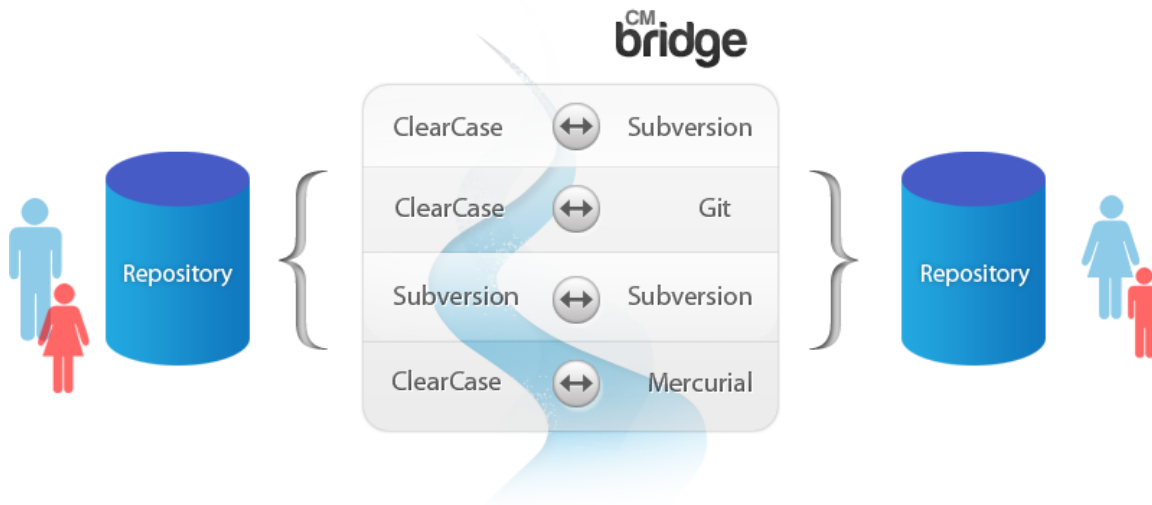 CM
bridge
ClearCase Subversion
ClearCase Git
Repository Subversion Subversion Repository
ClearCase Mercurial